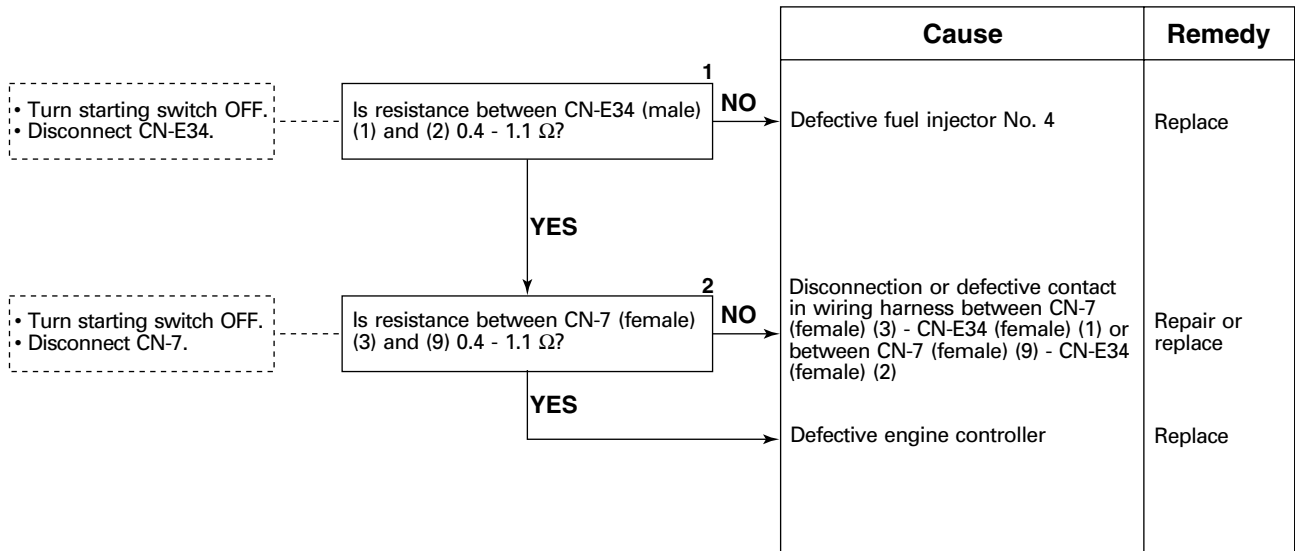 Cause
Remedy
• Turn starting switch OFF.
• Disconnect CN-E34.
1
Is resistance between CN-E34 (male)
(1) and (2) 0.4 - 1.1 Ω?
NO
Defective fuel injector No. 4
Replace
YES
• Turn starting switch OFF.
• Disconnect CN-7.
2
Is resistance between CN-7 (female)
(3) and (9) 0.4 - 1.1 Ω?
NO
Disconnection or defective contact
in wiring harness between CN-7
(female) (3) - CN-E34 (female) (1) or
between CN-7 (female) (9) - CN-E34
(female) (2)
Repair or
replace
YES
Defective engine controller
Replace